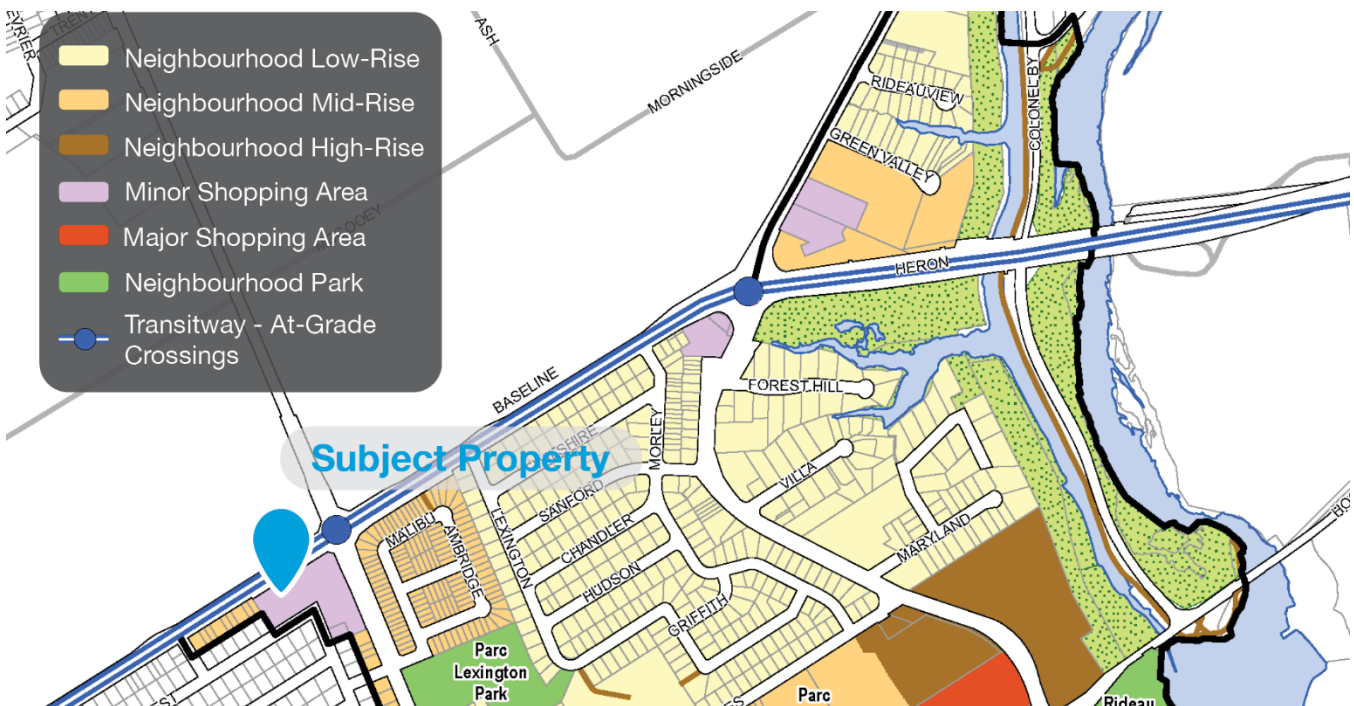 Neighbourhood Low-Rise
Neighbourhood Mid-Rise
Neighbourhood High-Rise
Minor Shopping Area
Major Shopping Area
Neighbourhood Park
Transitway - At-Grade
Crossings
ASH
MORNINGSIDE
RIDEAUVIEW
GREEN VALLEY
COLONEL BY
HERON
BASELINE
FOREST HILL
MORLEY
Subject Property
VILLA
SANFORD
LEXINGTON
MALIBU
AMBRIDGE
CHANDLER
HUDSON
MARYLAND
GRIFFITH
Parc
Lexington
Park
Parc
Rideau